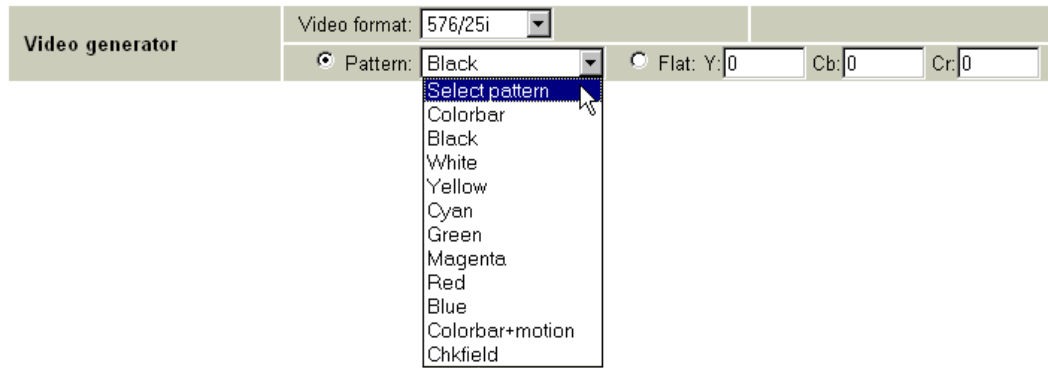 Video generator
Video format: 576/25i
Pattern: Black Flat: Y: 0 Cb: 0 Cr: 0
Select pattern
Colorbar
Black
White
Yellow
Cyan
Green
Magenta
Red
Blue
Colorbar+motion
Chkfield